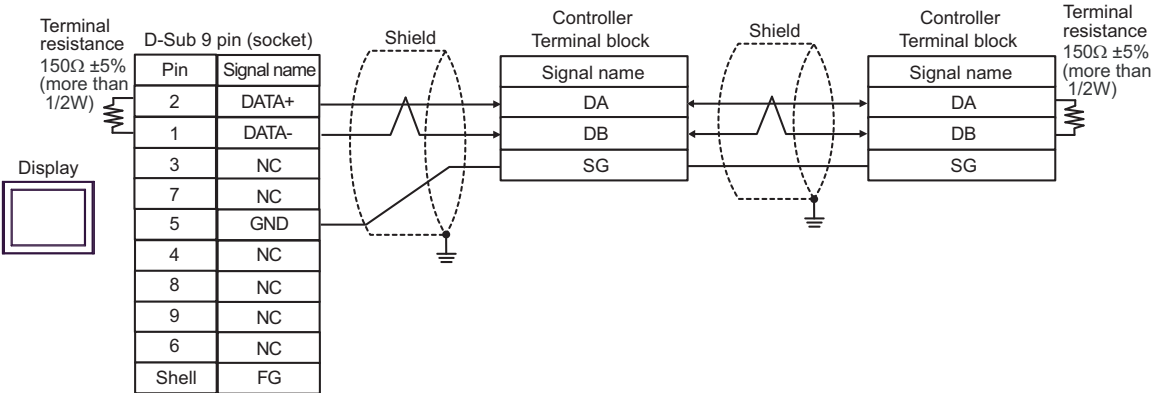 Terminal
resistance
150Ω ±5%
(more than
1/2W)
D-Sub 9 pin (socket)
Pin Signal name
2 DATA+
1 DATA-
3 NC
7 NC
5 GND
4 NC
8 NC
9 NC
6 NC
Shell FG
Display
Shield
Controller
Terminal block
Signal name
DA
DB
SG
Shield
Controller
Terminal block
Signal name
DA
DB
SG
Terminal
resistance
150Ω ±5%
(more than
1/2W)